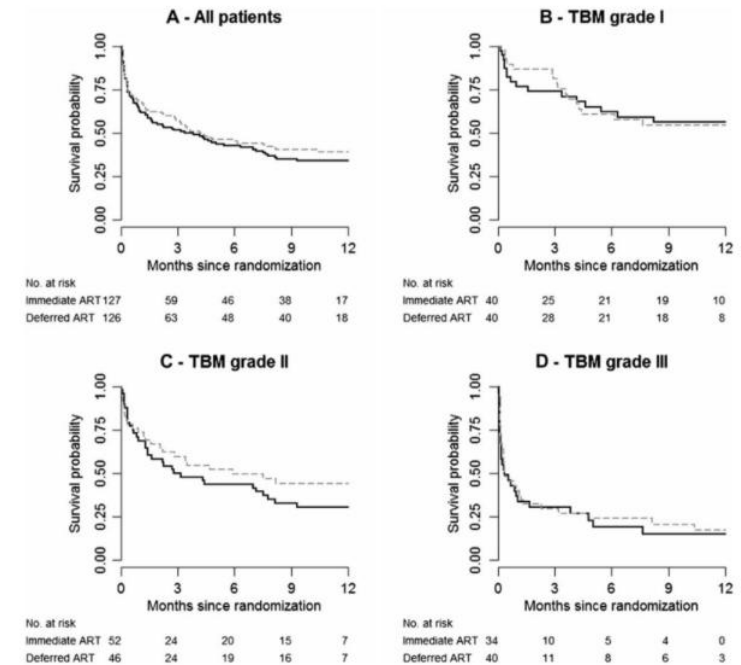 A - All patients
Survival probability
1.00
0.75
0.50
0.25
0.00
0 3 6 9 12
Months since randomization
No. at risk
Immediate ART 127 59 46 38 17
Deferred ART 126 63 48 40 18
B - TBM grade I
Survival probability
1.00
0.75
0.50
0.25
0.00
0 3 6 9 12
Months since randomization
No. at risk
Immediate ART 40 25 21 19 10
Deferred ART 40 28 21 18 8
C - TBM grade II
Survival probability
1.00
0.75
0.50
0.25
0.00
0 3 6 9 12
Months since randomization
No. at risk
Immediate ART 52 24 20 15 7
Deferred ART 46 24 19 16 7
D - TBM grade III
Survival probability
1.00
0.75
0.50
0.25
0.00
0 3 6 9 12
Months since randomization
No. at risk
Immediate ART 34 10 5 4 0
Deferred ART 40 11 8 6 3